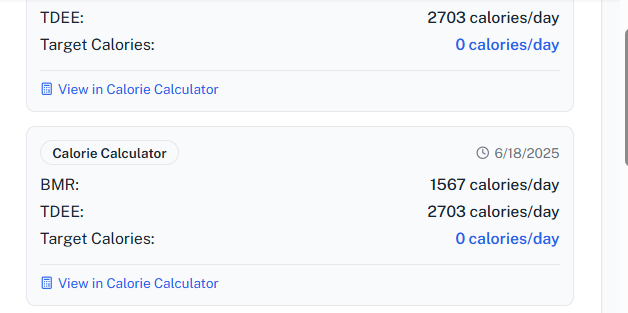 TDEE: 2703 calories/day
Target Calories: 0 calories/day
View in Calorie Calculator
Calorie Calculator 6/18/2025
BMR: 1567 calories/day
TDEE: 2703 calories/day
Target Calories: 0 calories/day
View in Calorie Calculator